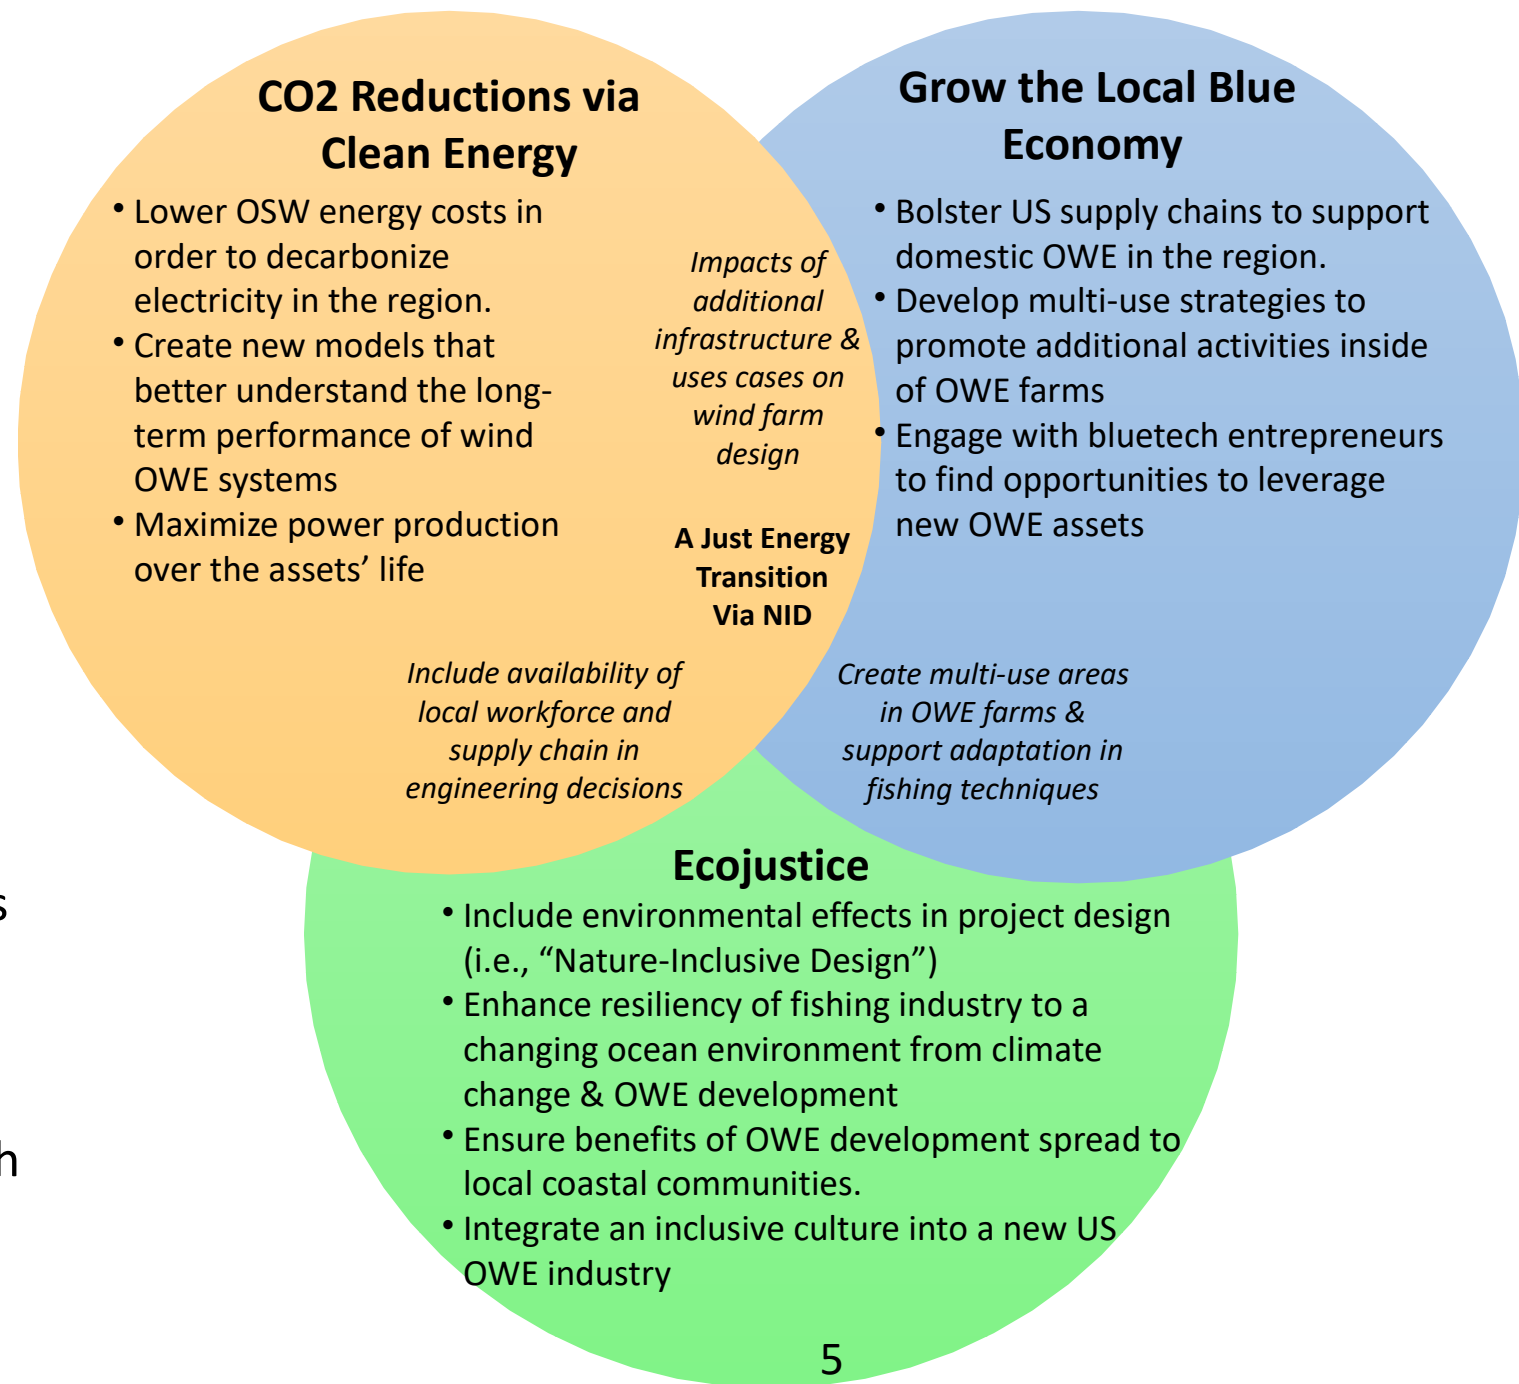 CO2 Reductions via
Clean Energy
• Lower OSW energy costs in
order to decarbonize
electricity in the region.
• Create new models that
better understand the long-
term performance of wind
OWE systems
• Maximize power production
over the assets’ life
Impacts of
additional
infrastructure &
uses cases on
wind farm
design
Grow the Local Blue
Economy
• Bolster US supply chains to support
domestic OWE in the region.
• Develop multi-use strategies to
promote additional activities inside
of OWE farms
• Engage with bluetech entrepreneurs
to find opportunities to leverage
new OWE assets
A Just Energy
Transition
Via NID
Include availability of
local workforce and
supply chain in
engineering decisions
Create multi-use areas
in OWE farms &
support adaptation in
fishing techniques
Ecojustice
• Include environmental effects in project design
(i.e., “Nature-Inclusive Design”)
• Enhance resiliency of fishing industry to a
changing ocean environment from climate
change & OWE development
• Ensure benefits of OWE development spread to
local coastal communities.
• Integrate an inclusive culture into a new US
OWE industry
s
h
5